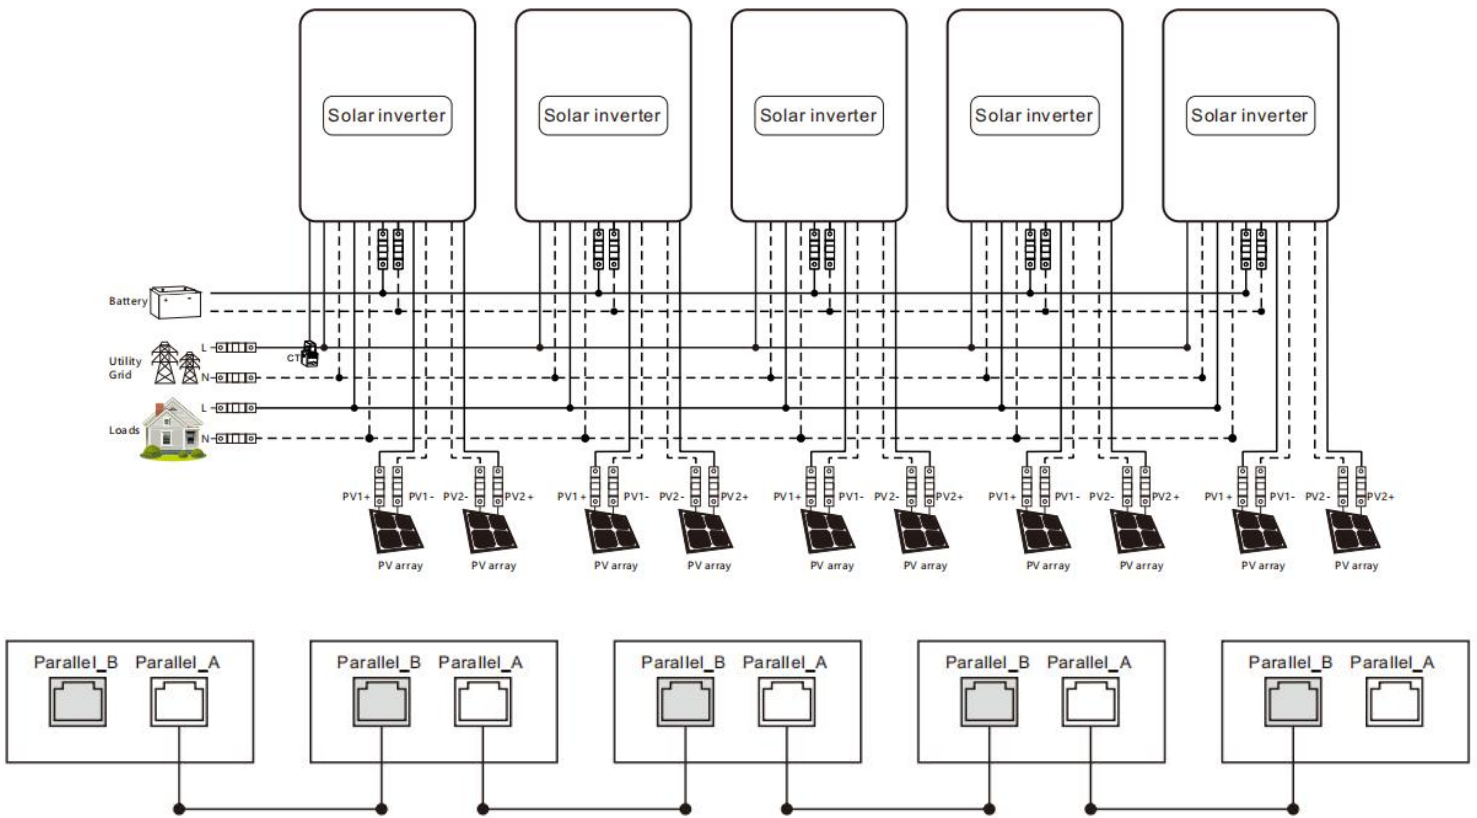 Solar inverter Solar inverter Solar inverter Solar inverter Solar inverter
Battery
+ -
L
CT
Utility
Grid
N
L
Loads
N
PV1+ PV1- PV2- PV2+ PV1+ PV1- PV2- PV2+ PV1+ PV1- PV2- PV2+ PV1+ PV1- PV2- PV2+ PV1+ PV1- PV2- PV2+
PV array PV array PV array PV array PV array PV array PV array PV array PV array PV array
Parallel_B Parallel_A Parallel_B Parallel_A Parallel_B Parallel_A Parallel_B Parallel_A Parallel_B Parallel_A